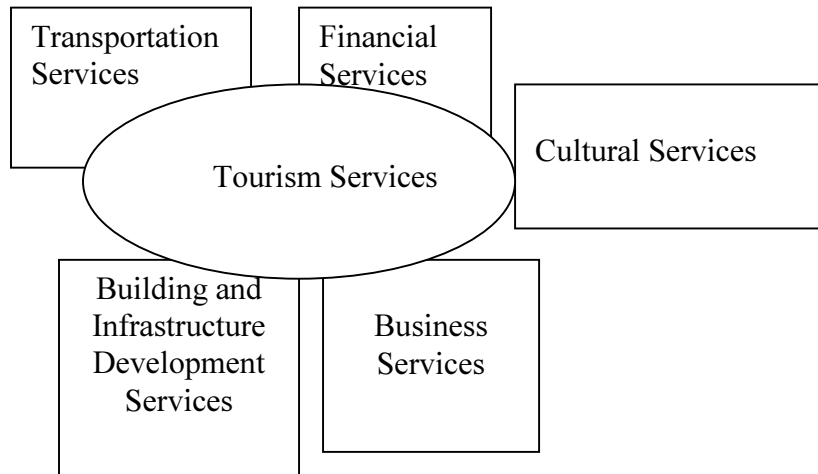 Transportation
Services
Financial
Services
Cultural Services
Tourism Services
Building and
Infrastructure
Development
Services
Business
Services